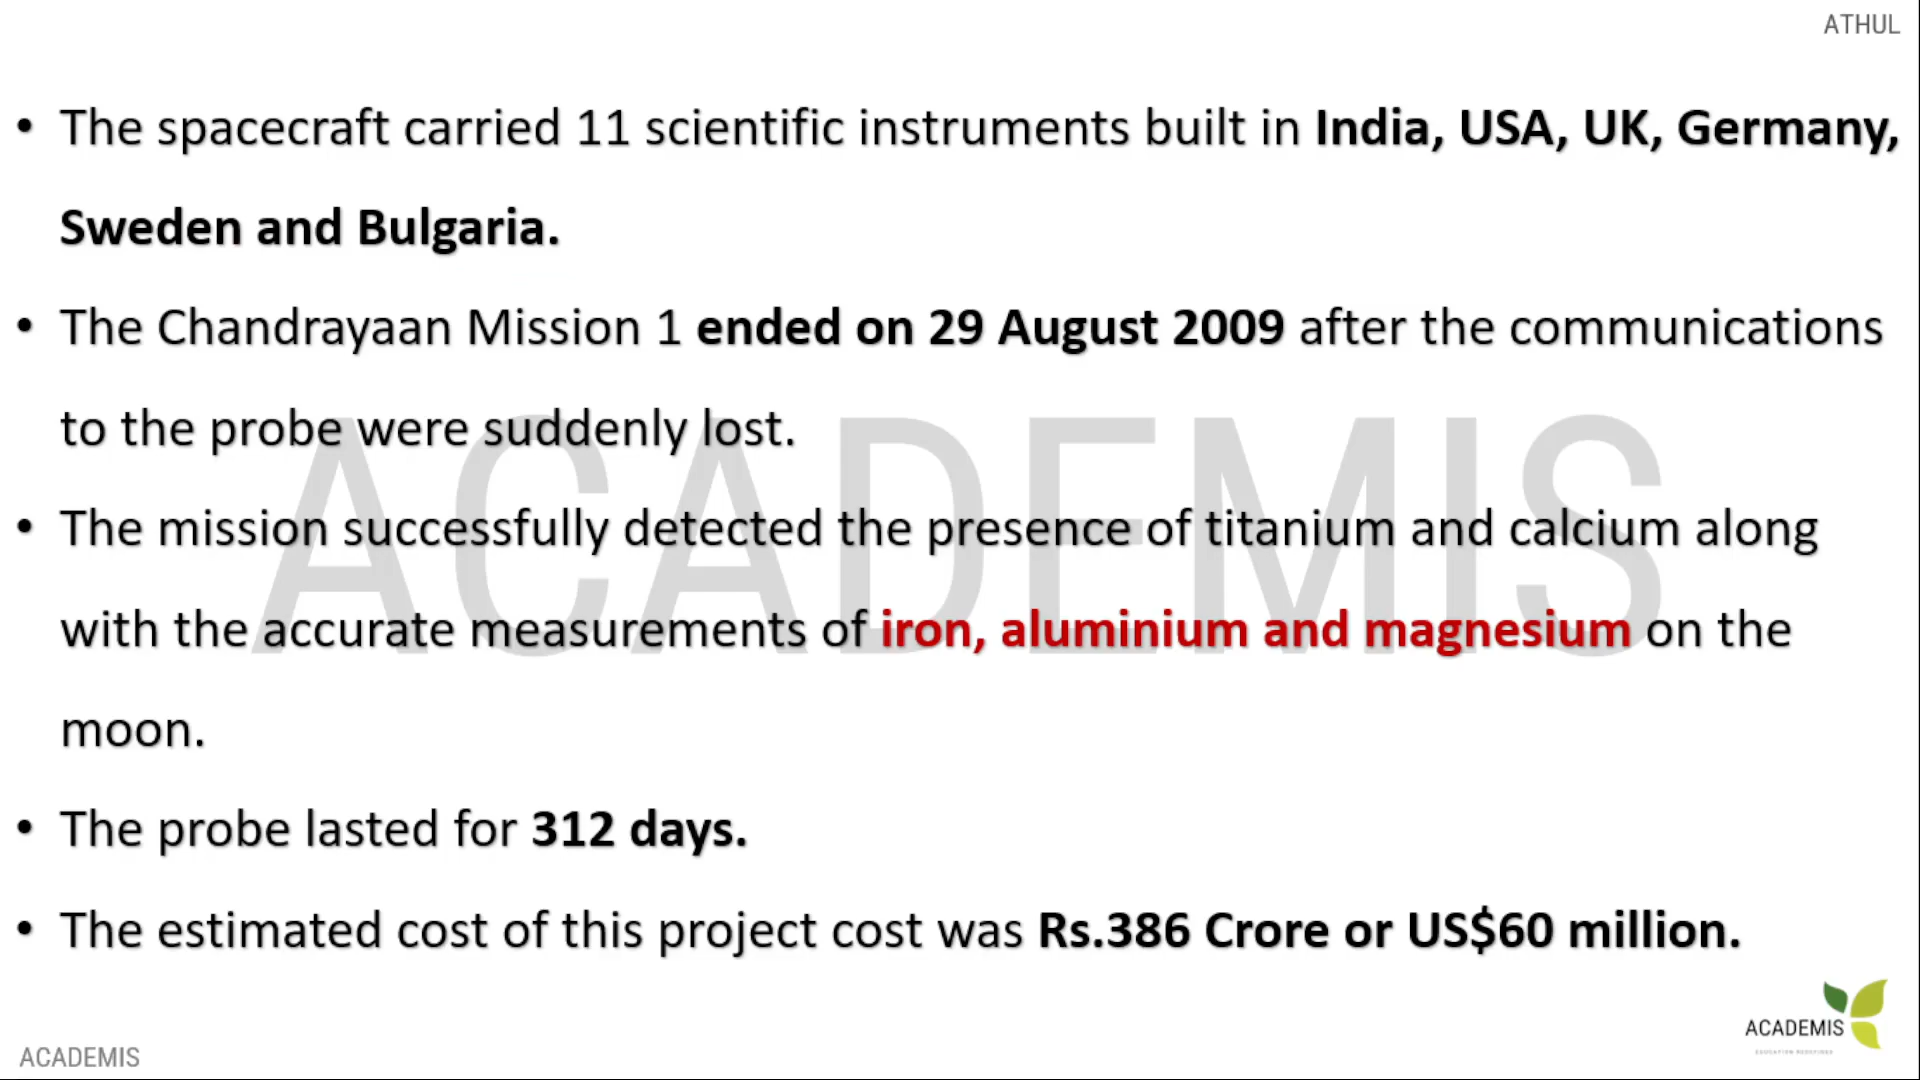 ATHUL
• The spacecraft carried 11 scientific instruments built in India, USA, UK, Germany,
Sweden and Bulgaria.
• The Chandrayaan Mission 1 ended on 29 August 2009 after the communications
to the probe were suddenly lost.
ACADEMIS
• The mission successfully detected the presence of titanium and calcium along
with the accurate measurements of iron, aluminium and magnesium on the
moon.
• The probe lasted for 312 days.
• The estimated cost of this project cost was Rs.386 Crore or US$60 million.
ACADEMIS
EDUCATION REDEFINED
ACADEMIS